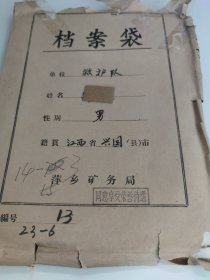 档案袋
单位 救护队
姓名
性别 男
籍贯 江西省兴国(县)市
萍乡矿务局
编号 13
23-6